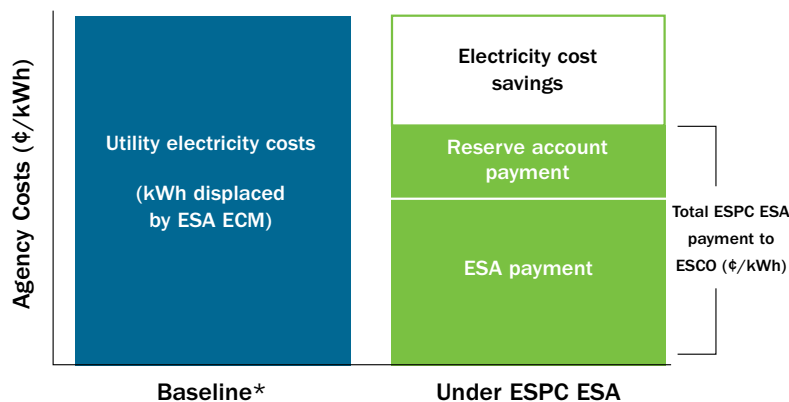 Agency Costs (¢/kWh)
Utility electricity costs
(kWh displaced
by ESA ECM)
Electricity cost
savings
Reserve account
payment
ESA payment
Total ESPC ESA
payment to
ESCO (¢/kWh)
Baseline*
Under ESPC ESA